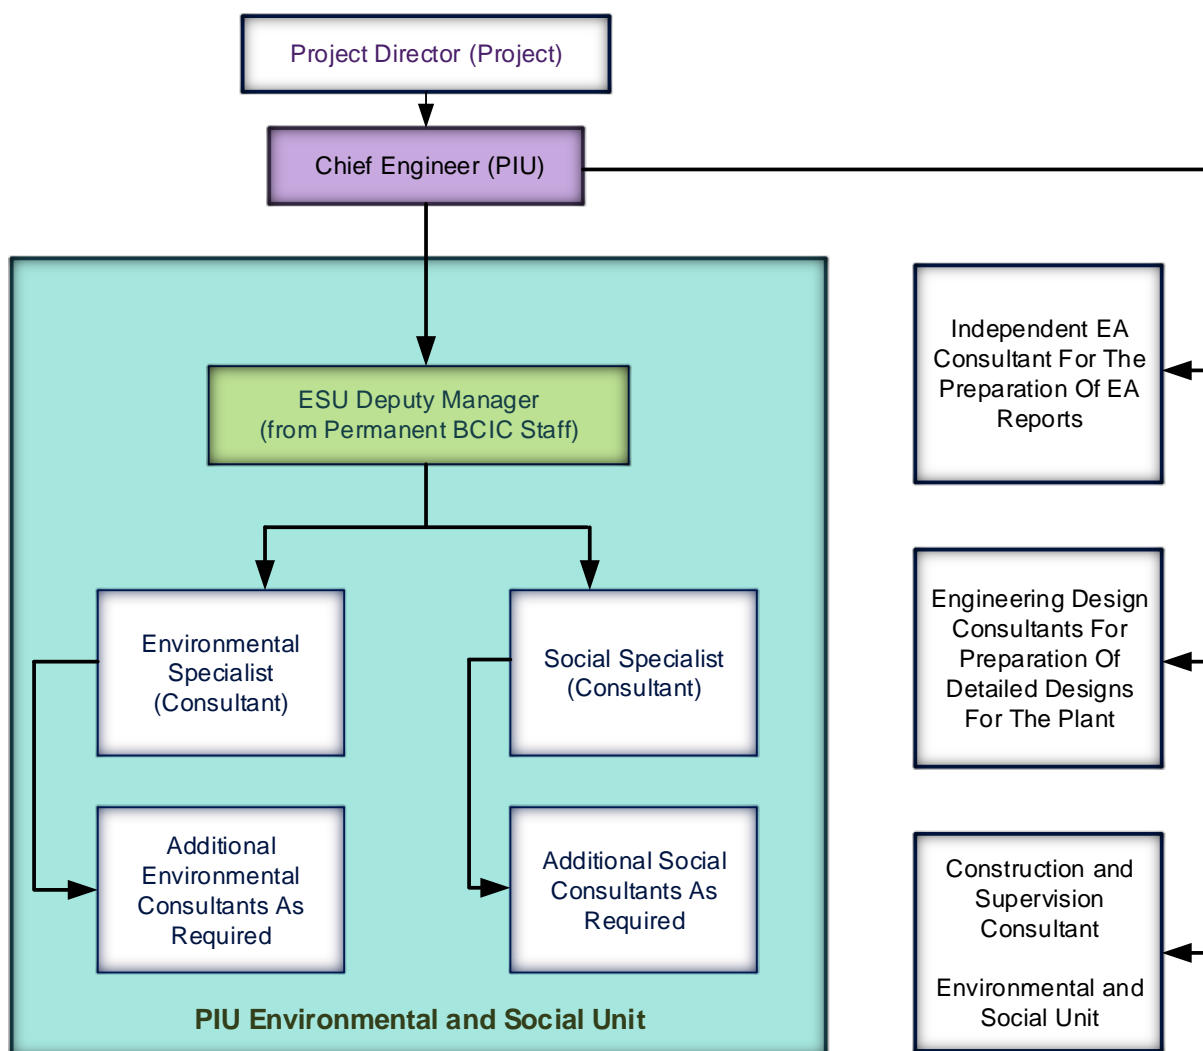 Project Director (Project)
Chief Engineer (PIU)
ESU Deputy Manager
(from Permanent BCIC Staff)
Environmental
Specialist
(Consultant)
Social Specialist
(Consultant)
Additional
Environmental
Consultants As
Required
Additional Social
Consultants As
Required
PIU Environmental and Social Unit
Independent EA
Consultant For The
Preparation Of EA
Reports
Engineering Design
Consultants For
Preparation Of
Detailed Designs
For The Plant
Construction and
Supervision
Consultant
Environmental and
Social Unit